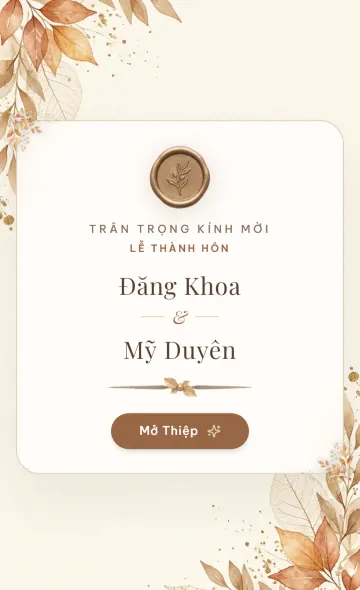 TRÂN TRỌNG KÍNH MỜI
LỄ THÀNH HÔN
Đăng Khoa
&
Mỹ Duyên
Mở Thiệp